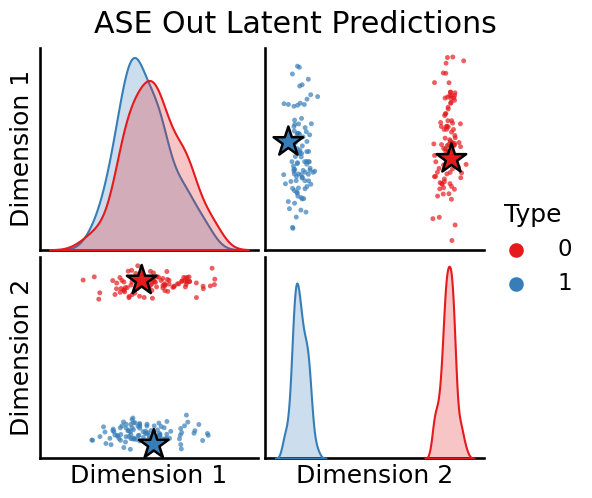 ASE Out Latent Predictions
Dimension 1
Type
0
1
Dimension 2
Dimension 1
Dimension 2